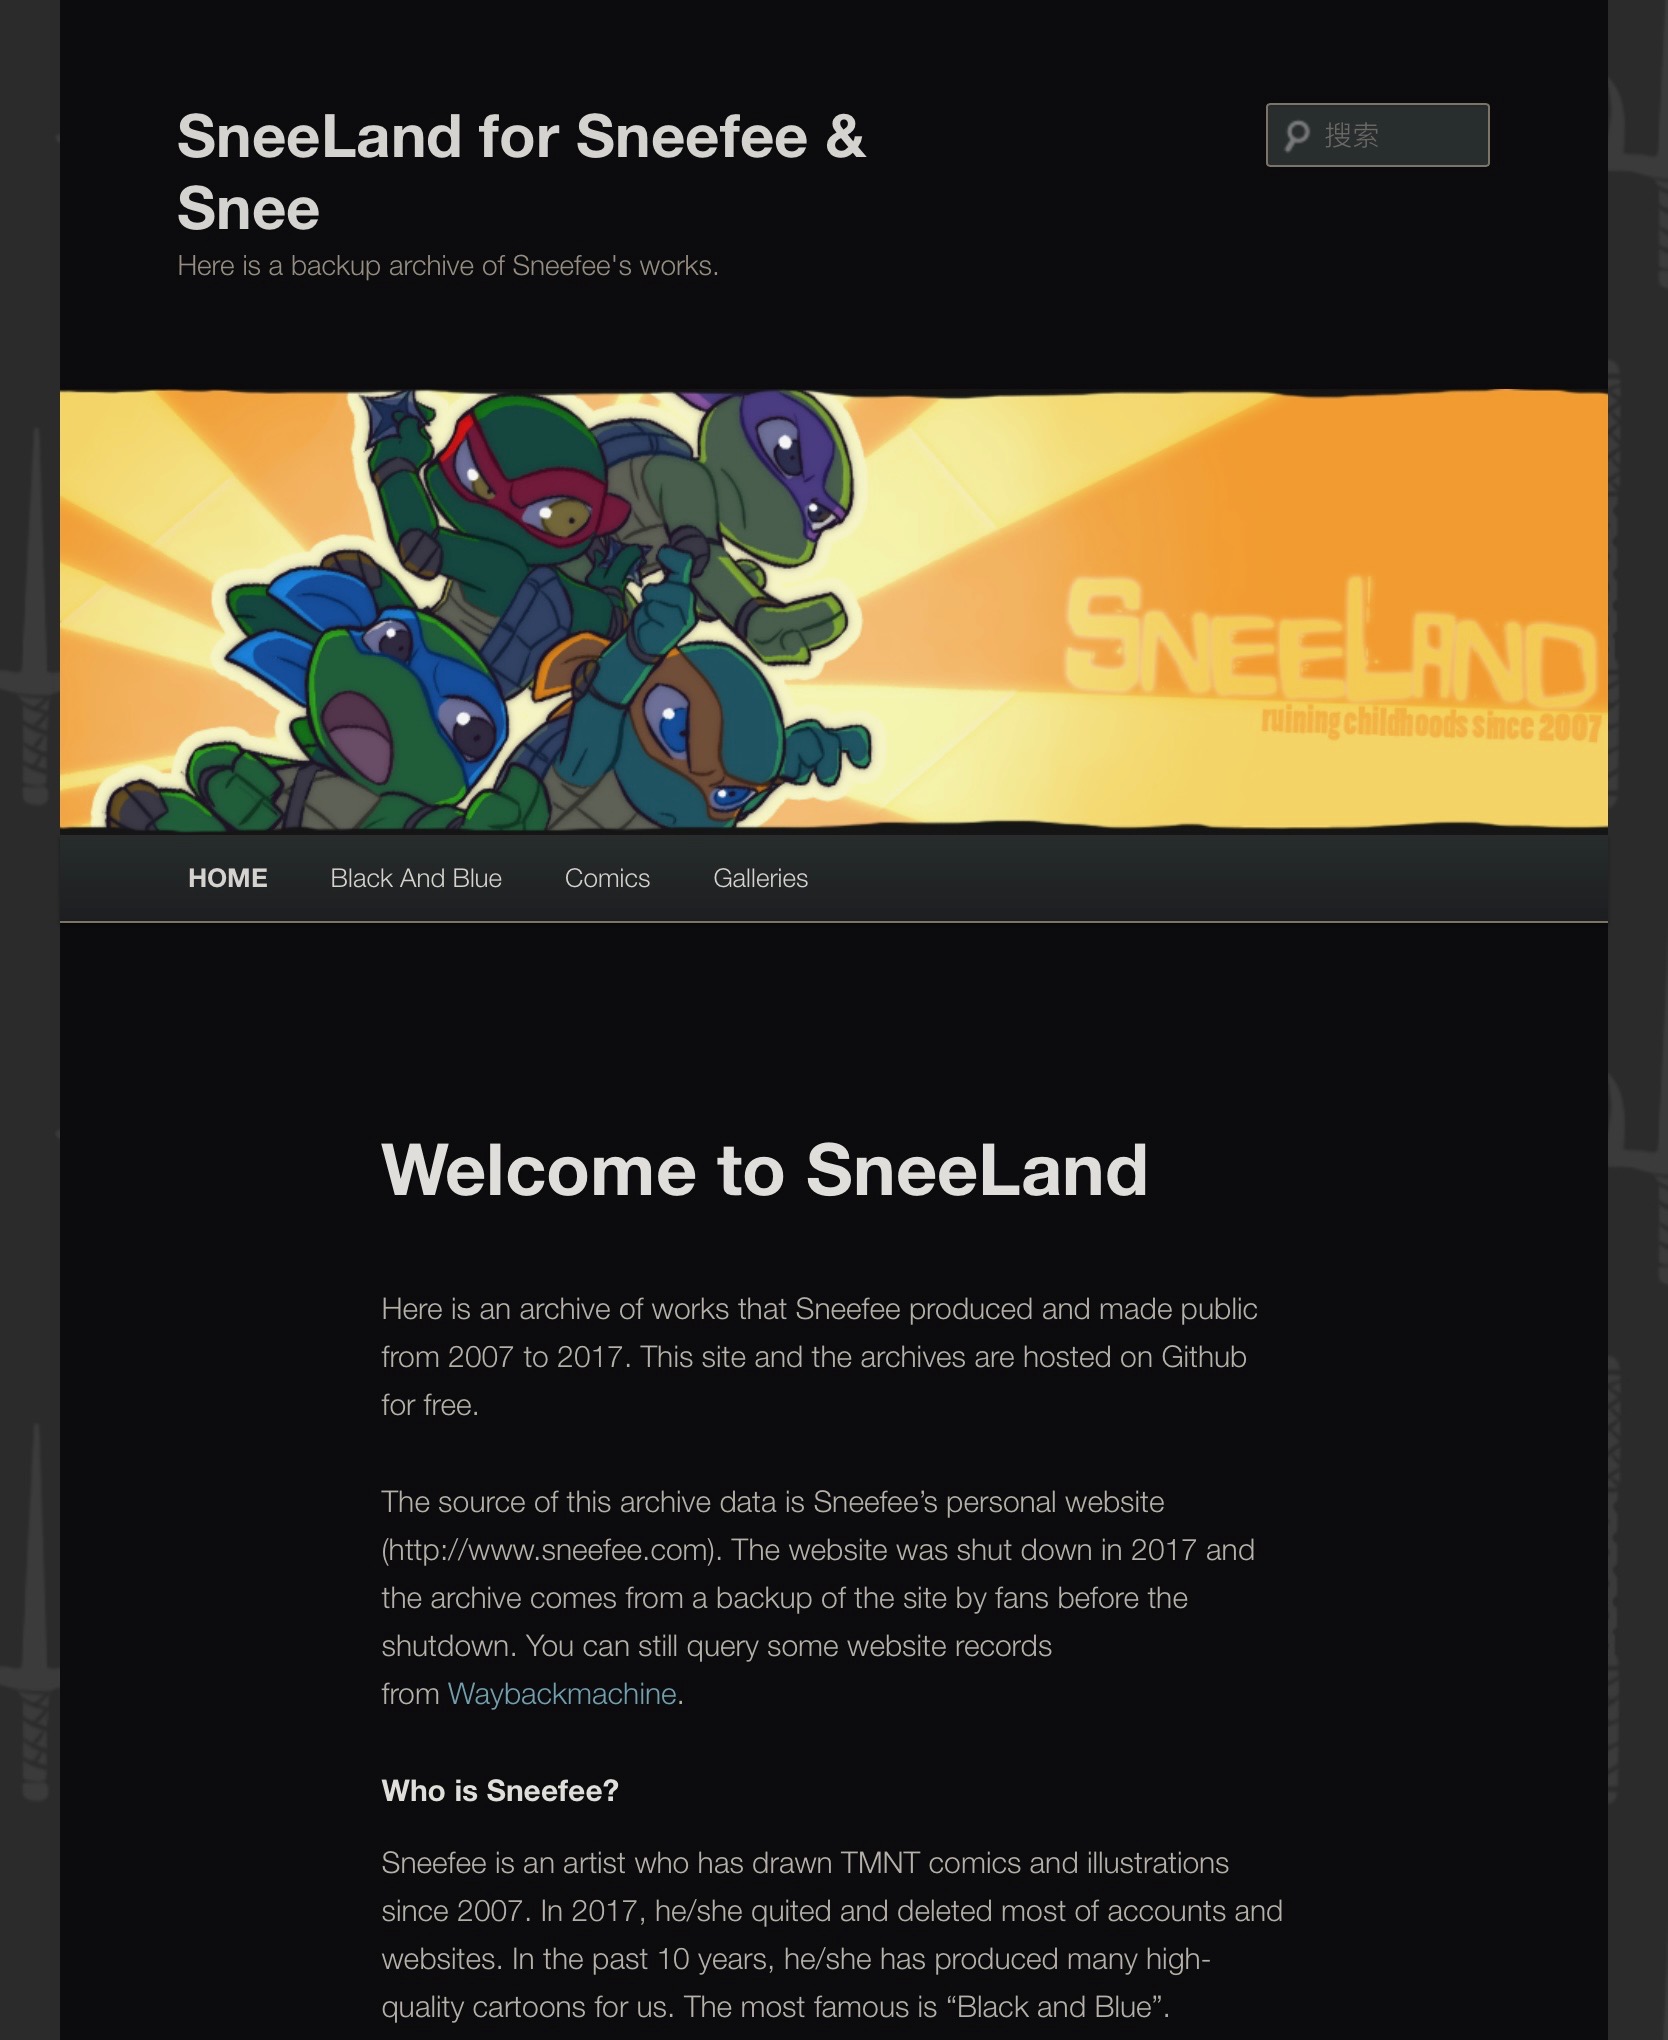 SneeLand for Sneefee &
Snee
搜索
Here is a backup archive of Sneefee's works.
SNEELAND
ruining childhoods since 2007
HOME Black And Blue Comics Galleries
Welcome to SneeLand
Here is an archive of works that Sneefee produced and made public
from 2007 to 2017. This site and the archives are hosted on Github
for free.
The source of this archive data is Sneefee’s personal website
(http://www.sneefee.com). The website was shut down in 2017 and
the archive comes from a backup of the site by fans before the
shutdown. You can still query some website records
from Waybackmachine.
Who is Sneefee?
Sneefee is an artist who has drawn TMNT comics and illustrations
since 2007. In 2017, he/she quited and deleted most of accounts and
websites. In the past 10 years, he/she has produced many high-
quality cartoons for us. The most famous is “Black and Blue”.